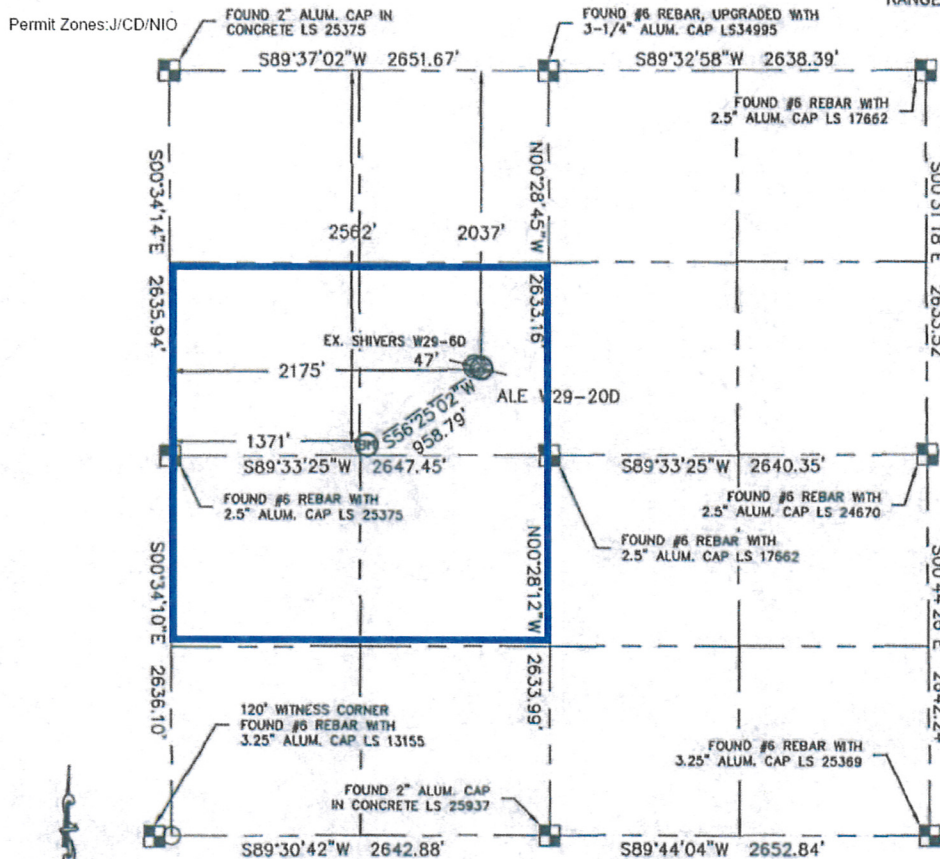 RANGE
Permit Zones:J/CD/NIO
FOUND 2" ALUM. CAP IN
CONCRETE LS 25375
FOUND #6 REBAR, UPGRADED WITH
3-1/4" ALUM. CAP LS34995
S89°37'02"W 2651.67'
S89°32'58"W 2638.39'
FOUND #6 REBAR WITH
2.5" ALUM. CAP LS 17662
S00°34'14"E 2635.94'
N00°28'45"W 2633.16'
2562'
2037'
EX. SHIVERS W29-6D
47'
2175'
ALE W29-20D
S56°25'02"W
958.79'
1371'
BH
S89°33'25"W 2647.45'
S89°33'25"W 2640.35'
FOUND #6 REBAR WITH
2.5" ALUM. CAP LS 25375
FOUND #6 REBAR WITH
2.5" ALUM. CAP LS 24670
FOUND #6 REBAR WITH
2.5" ALUM. CAP LS 17662
S00°34'10"E 2636.10'
N00°28'12"W 2633.99'
120' WITNESS CORNER
FOUND #6 REBAR WITH
3.25" ALUM. CAP LS 13155
FOUND #6 REBAR WITH
3.25" ALUM. CAP LS 25369
FOUND 2" ALUM. CAP
IN CONCRETE LS 25937
S89°30'42"W 2642.88'
S89°44'04"W 2652.84'